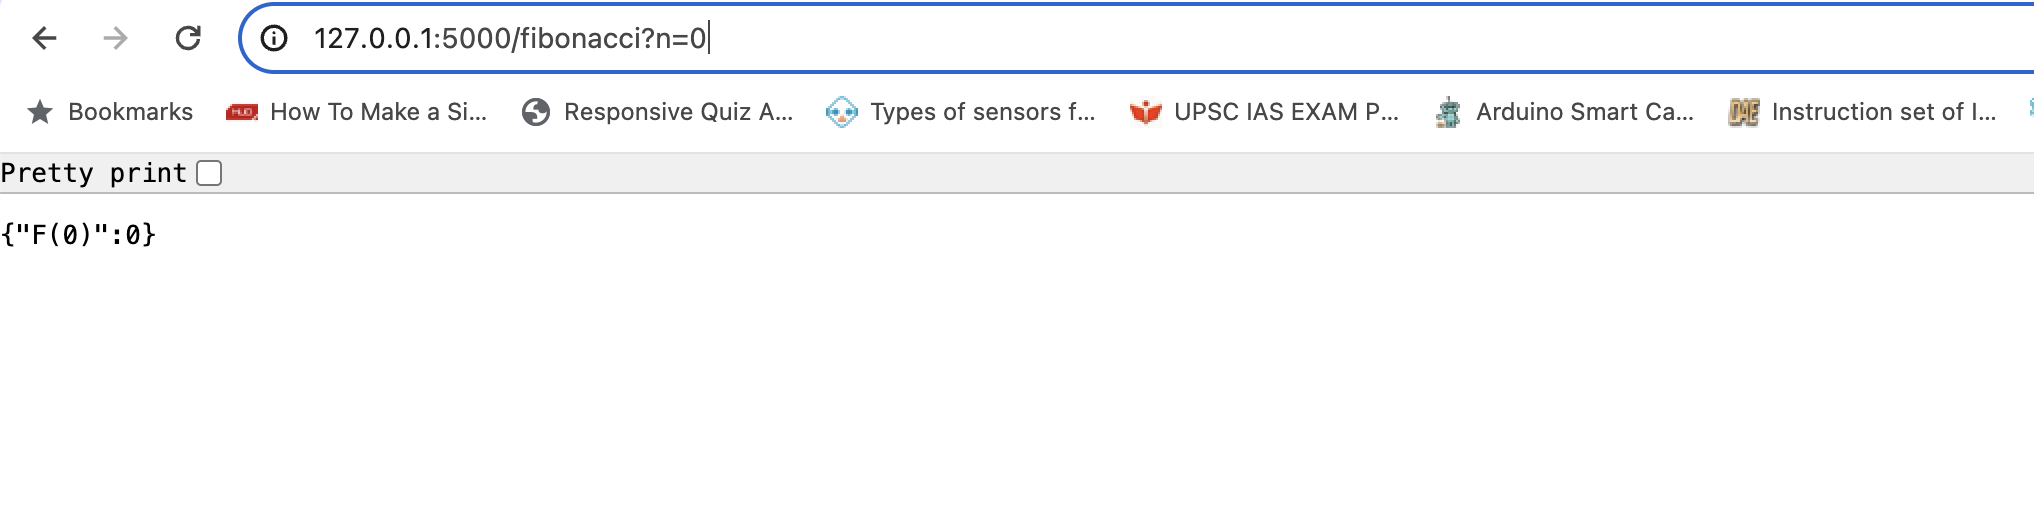 127.0.0.1:5000/fibonacci?n=0
Bookmarks How To Make a Si... Responsive Quiz A... Types of sensors f... UPSC IAS EXAM P... Arduino Smart Ca... Instruction set of I...
Pretty print
{"F(0)":0}